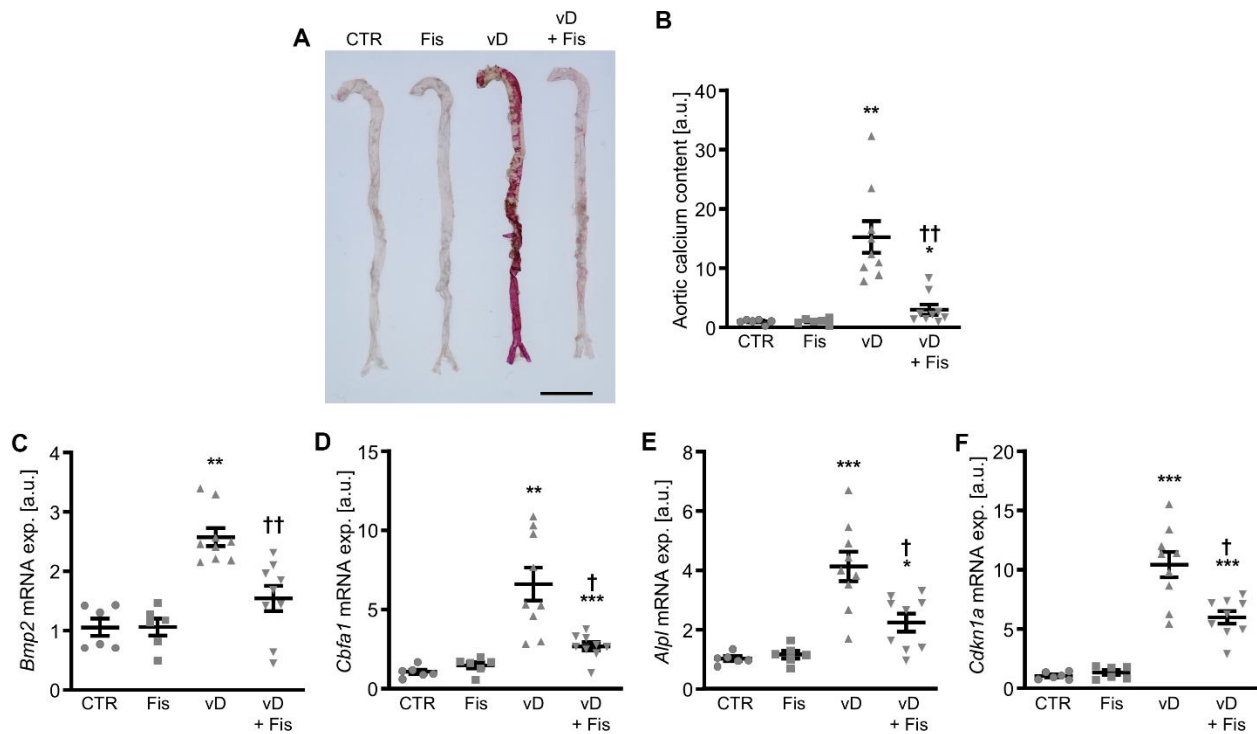 A
CTR Fis vD vD + Fis
B
Aortic calcium content [a.u.]
40
30
20
10
0
**
††
*
CTR Fis vD vD + Fis
C
Bmp2 mRNA exp. [a.u.]
4
3
2
1
0
**
††
CTR Fis vD vD + Fis
D
Cbfa1 mRNA exp. [a.u.]
15
10
5
0
**
†
***
CTR Fis vD vD + Fis
E
Alpl mRNA exp. [a.u.]
8
6
4
2
0
***
†
*
CTR Fis vD vD + Fis
F
Cdkn1a mRNA exp. [a.u.]
20
15
10
5
0
***
†
***
CTR Fis vD vD + Fis